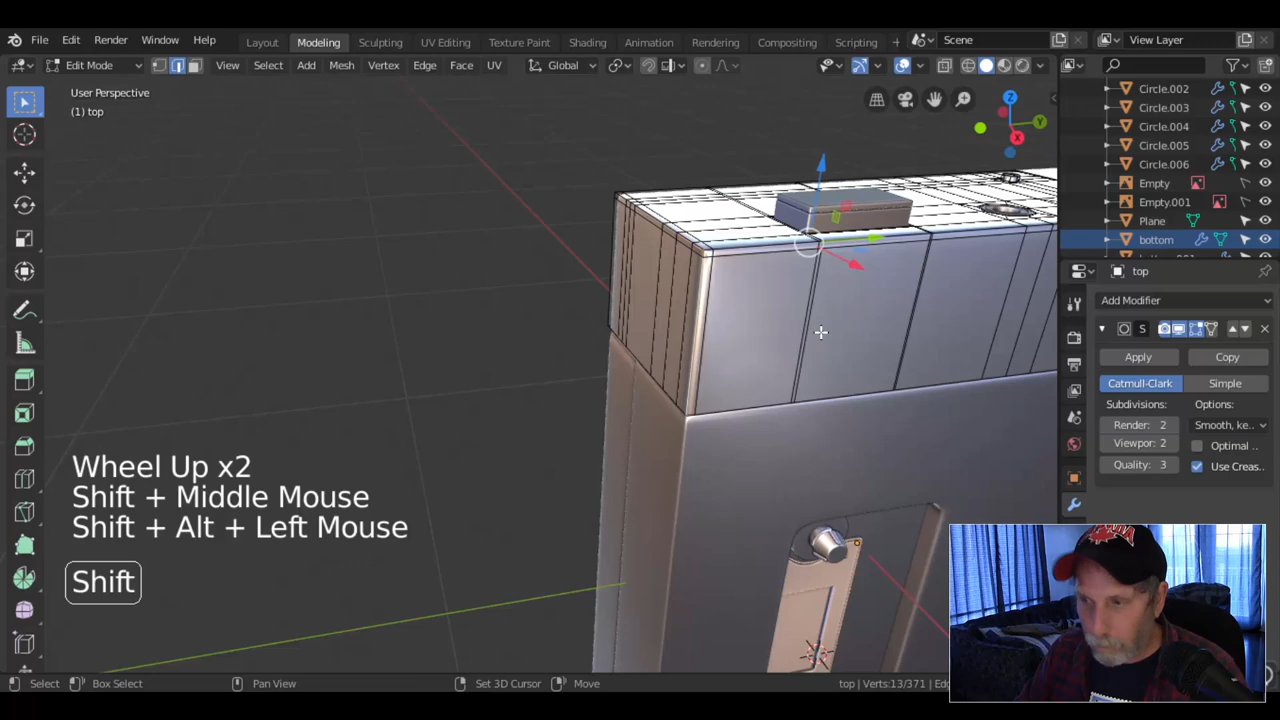 File Edit Render Window Help Layout Modeling Sculpting UV Editing Texture Paint Shading Animation Rendering Compositing Scripting + Scene View Layer
Edit Mode View Select Add Mesh Vertex Edge Face UV Global
User Perspective
(1) top
Z
Y
X
Circle.002
Circle.003
Circle.004
Circle.005
Circle.006
Empty
Empty.001
Plane
bottom
top
Add Modifier
S
Apply Copy
Catmull-Clark Simple
Subdivisions: Options:
Render: 2 Smooth, ke..
Viewpor: 2 Optimal ..
Quality: 3 Use Creas..
Wheel Up x2
Shift + Middle Mouse
Shift + Alt + Left Mouse
Shift
Select Box Select Pan View Set 3D Cursor Move top | Verts:13/371 |